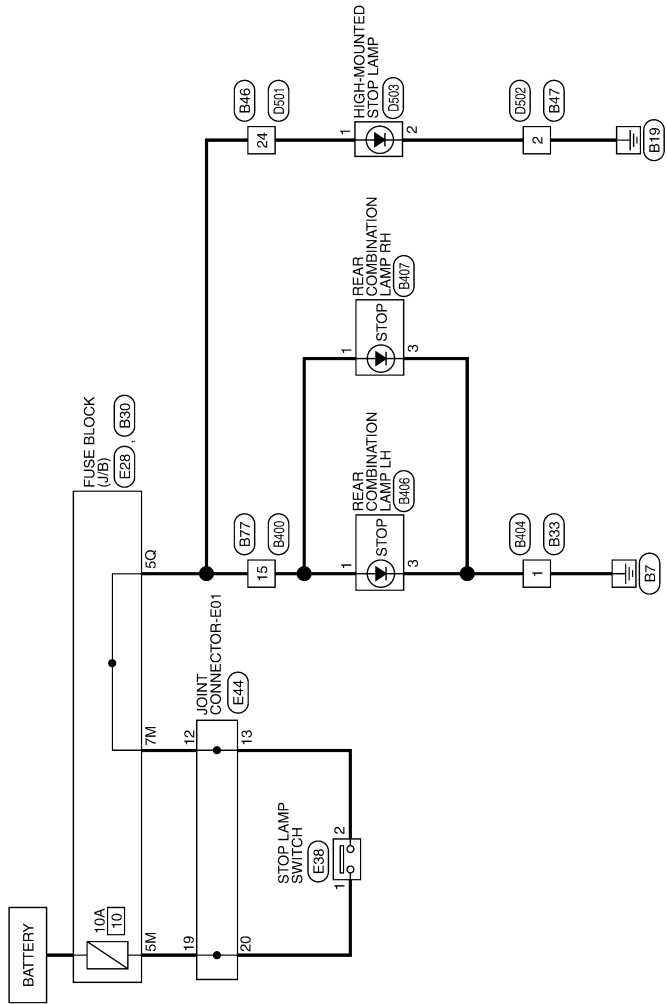 BATTERY
10A
10
5M
7M
5Q
FUSE BLOCK
(J/B)
E28 , B30
19
20
12
13
JOINT
CONNECTOR-E01
E44
STOP LAMP
SWITCH
E38
1
2
B77
B400
15
REAR
COMBINATION
LAMP LH
B406
1
STOP
3
B404
B33
1
B7
REAR
COMBINATION
LAMP RH
B407
1
STOP
3
B46
D501
24
HIGH-MOUNTED
STOP LAMP
D503
1
2
D502
B47
2
B19